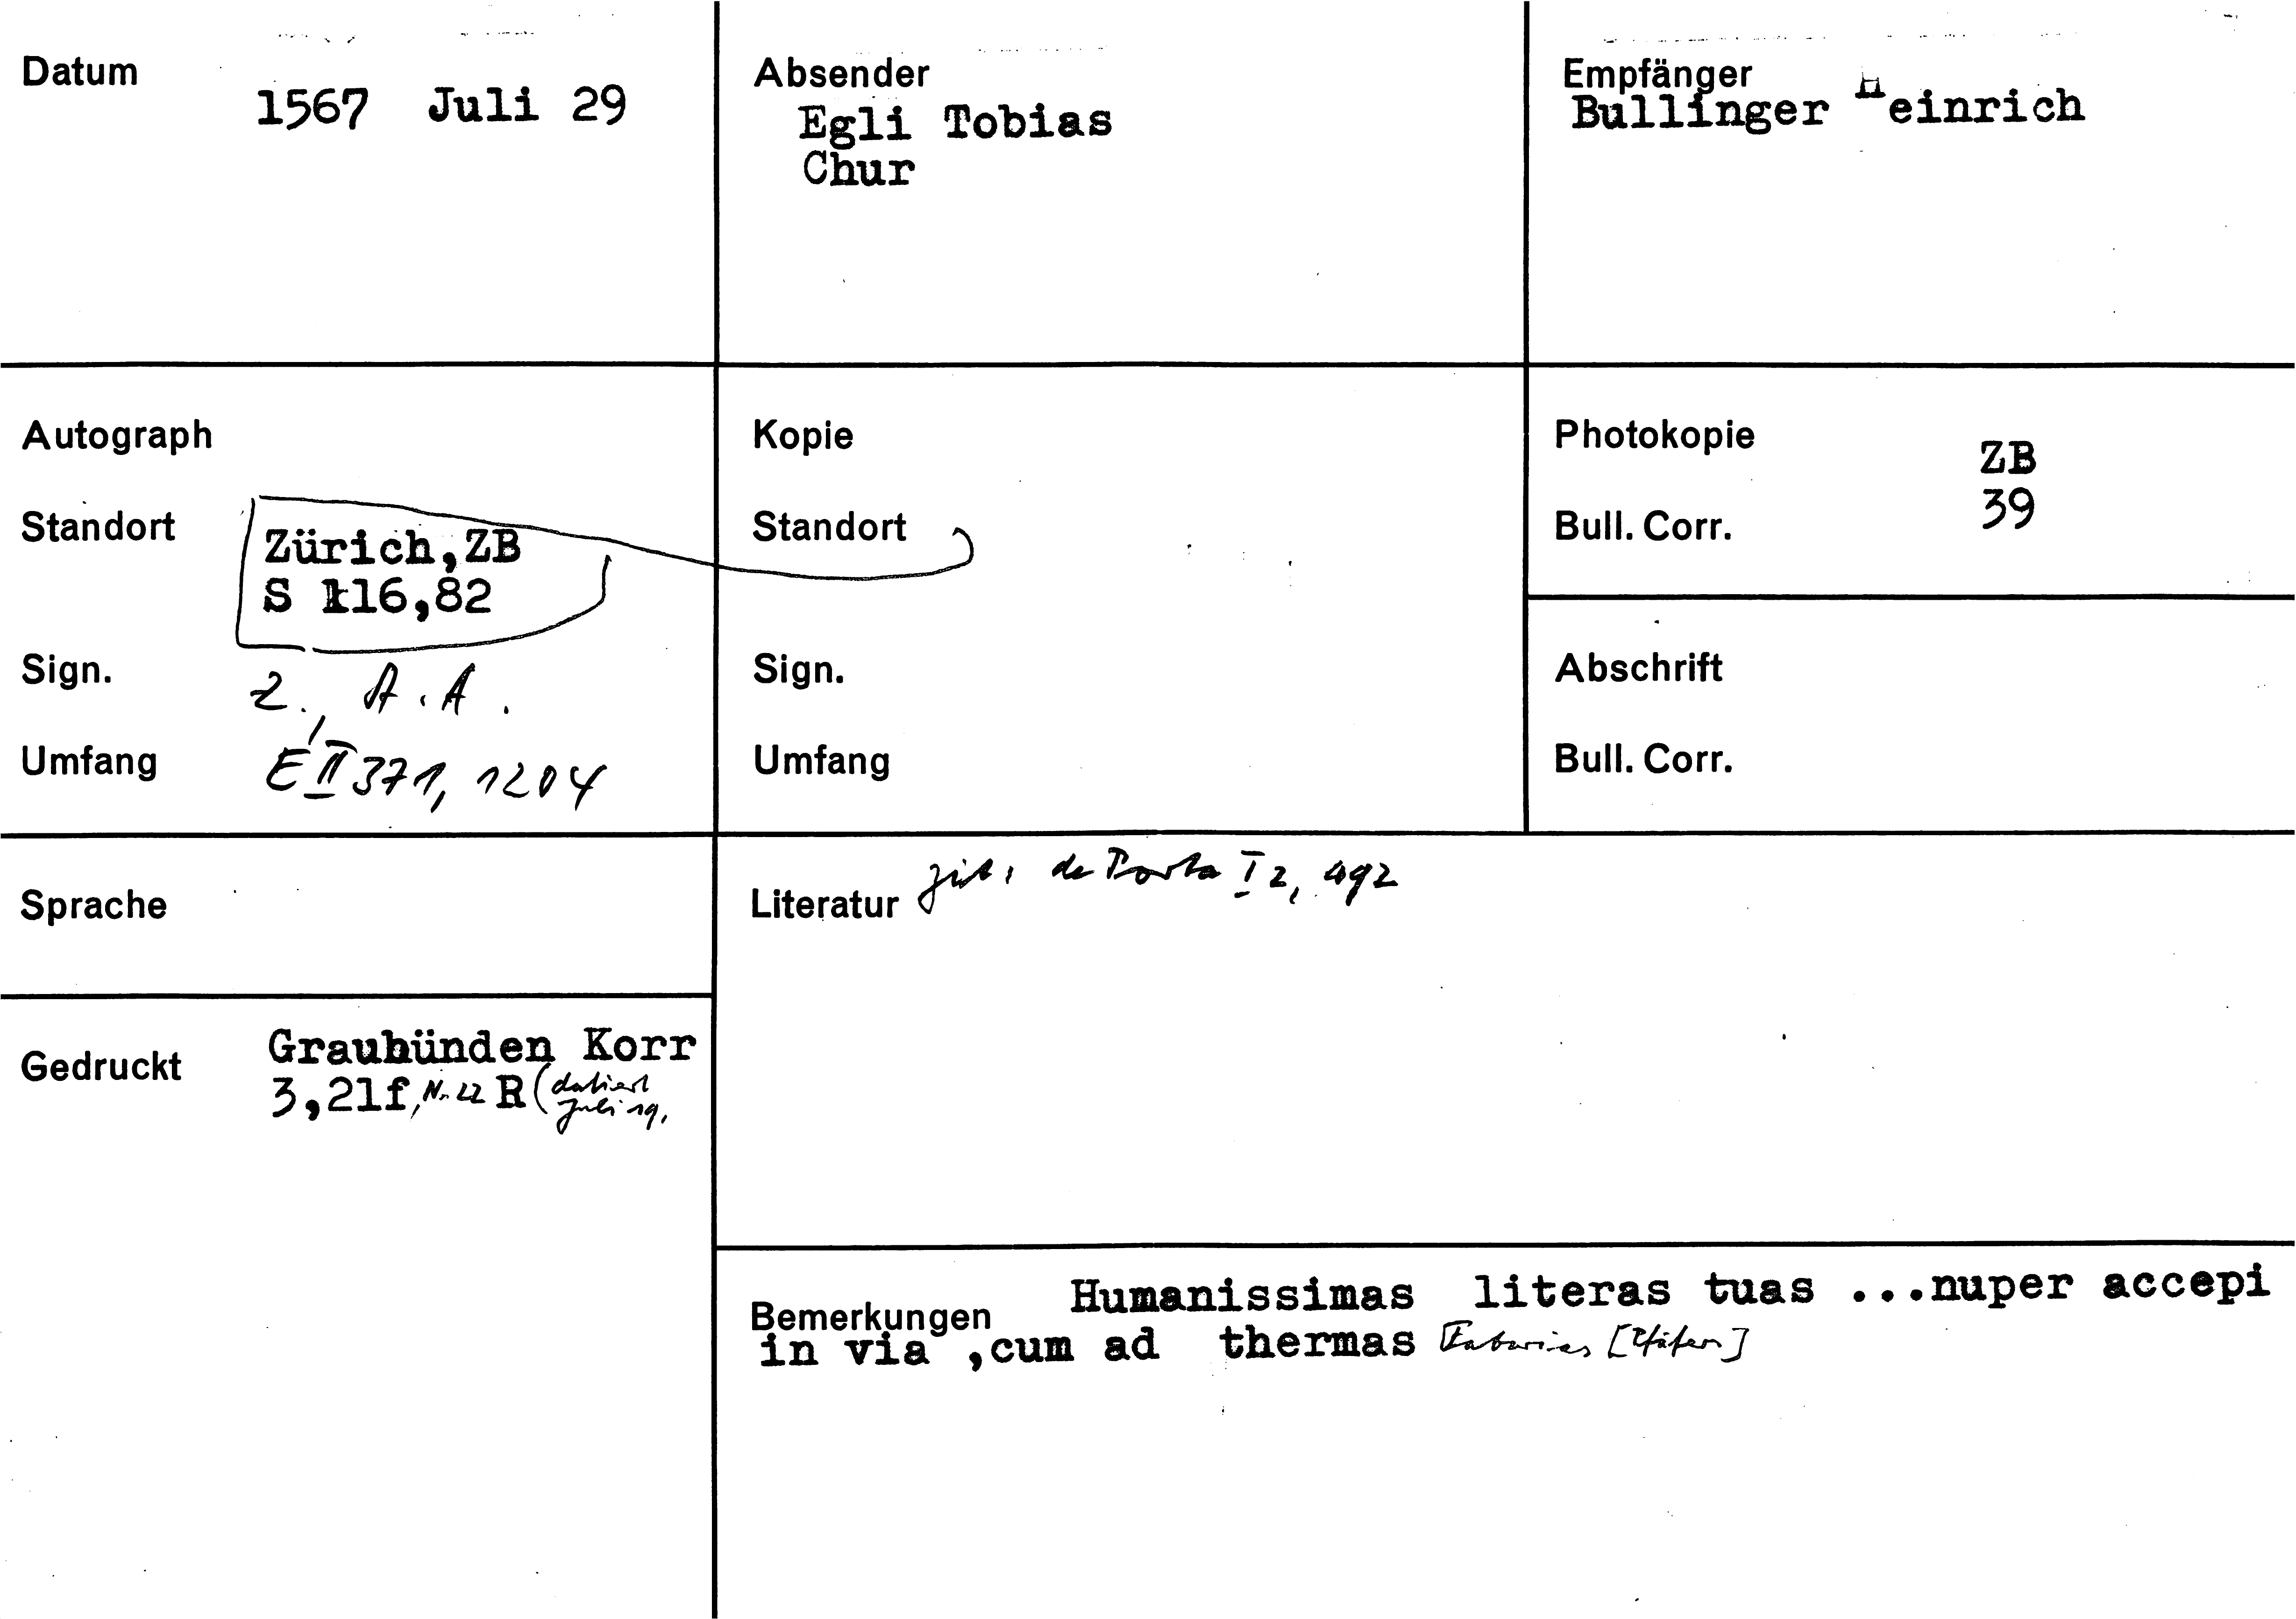 Datum
1567 Juli 29
Absender
Egli Tobias
Chur
Empfänger
Bullinger Heinrich
Autograph
Standort
Zürich,ZB
S 116,82
Sign.
Z. A.A.
Umfang
E II 371, 1204
Kopie
Standort
Sign.
Umfang
Photokopie
ZB
Bull. Corr.
39
Abschrift
Bull. Corr.
Sprache
Literatur zit: de Porta I 2, 492
Gedruckt
Graubünden Korr
3,21f, Nr. 22 R (datiert
Juli 19,
Bemerkungen Humanissimas literas tuas ...nuper accepi
in via ,cum ad thermas Fabarias [Pfäfers]